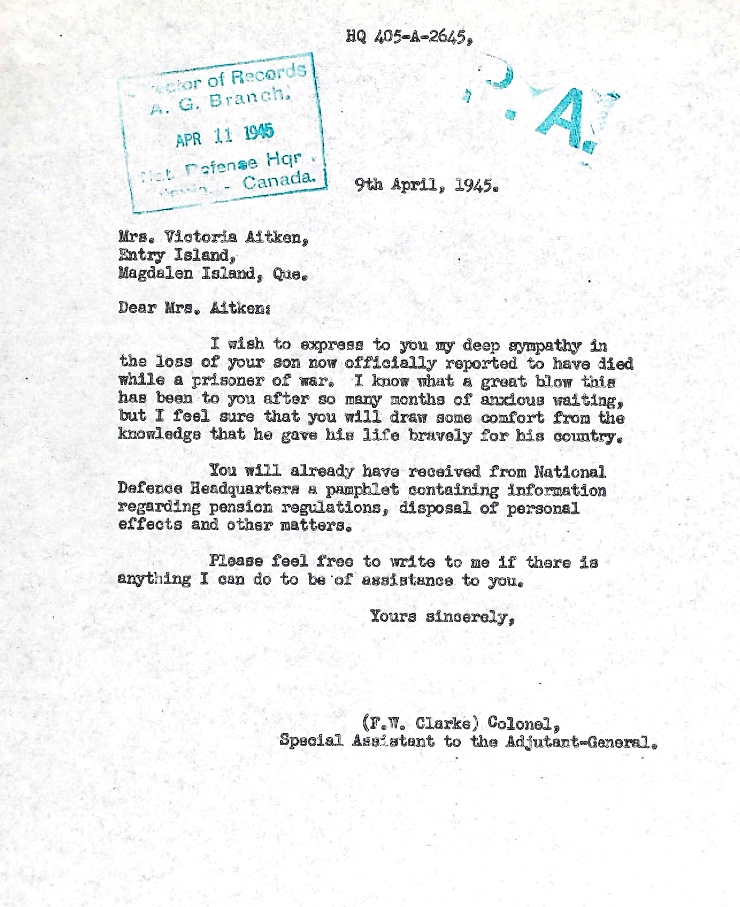 HQ 405-A-2645,
of Records
A. G. Branch.
APR 11 1945
Defense Hqr.
- Canada.
P. A.
9th April, 1945.
Mrs. Victoria Aitken,
Entry Island,
Magdalen Island, Que.
Dear Mrs. Aitken:
I wish to express to you my deep sympathy in
the loss of your son now officially reported to have died
while a prisoner of war. I know what a great blow this
has been to you after so many months of anxious waiting,
but I feel sure that you will draw some comfort from the
knowledge that he gave his life bravely for his country.
You will already have received from National
Defence Headquarters a pamphlet containing information
regarding pension regulations, disposal of personal
effects and other matters.
Please feel free to write to me if there is
anything I can do to be of assistance to you.
Yours sincerely,
(F.W. Clarke) Colonel,
Special Assistant to the Adjutant-General.